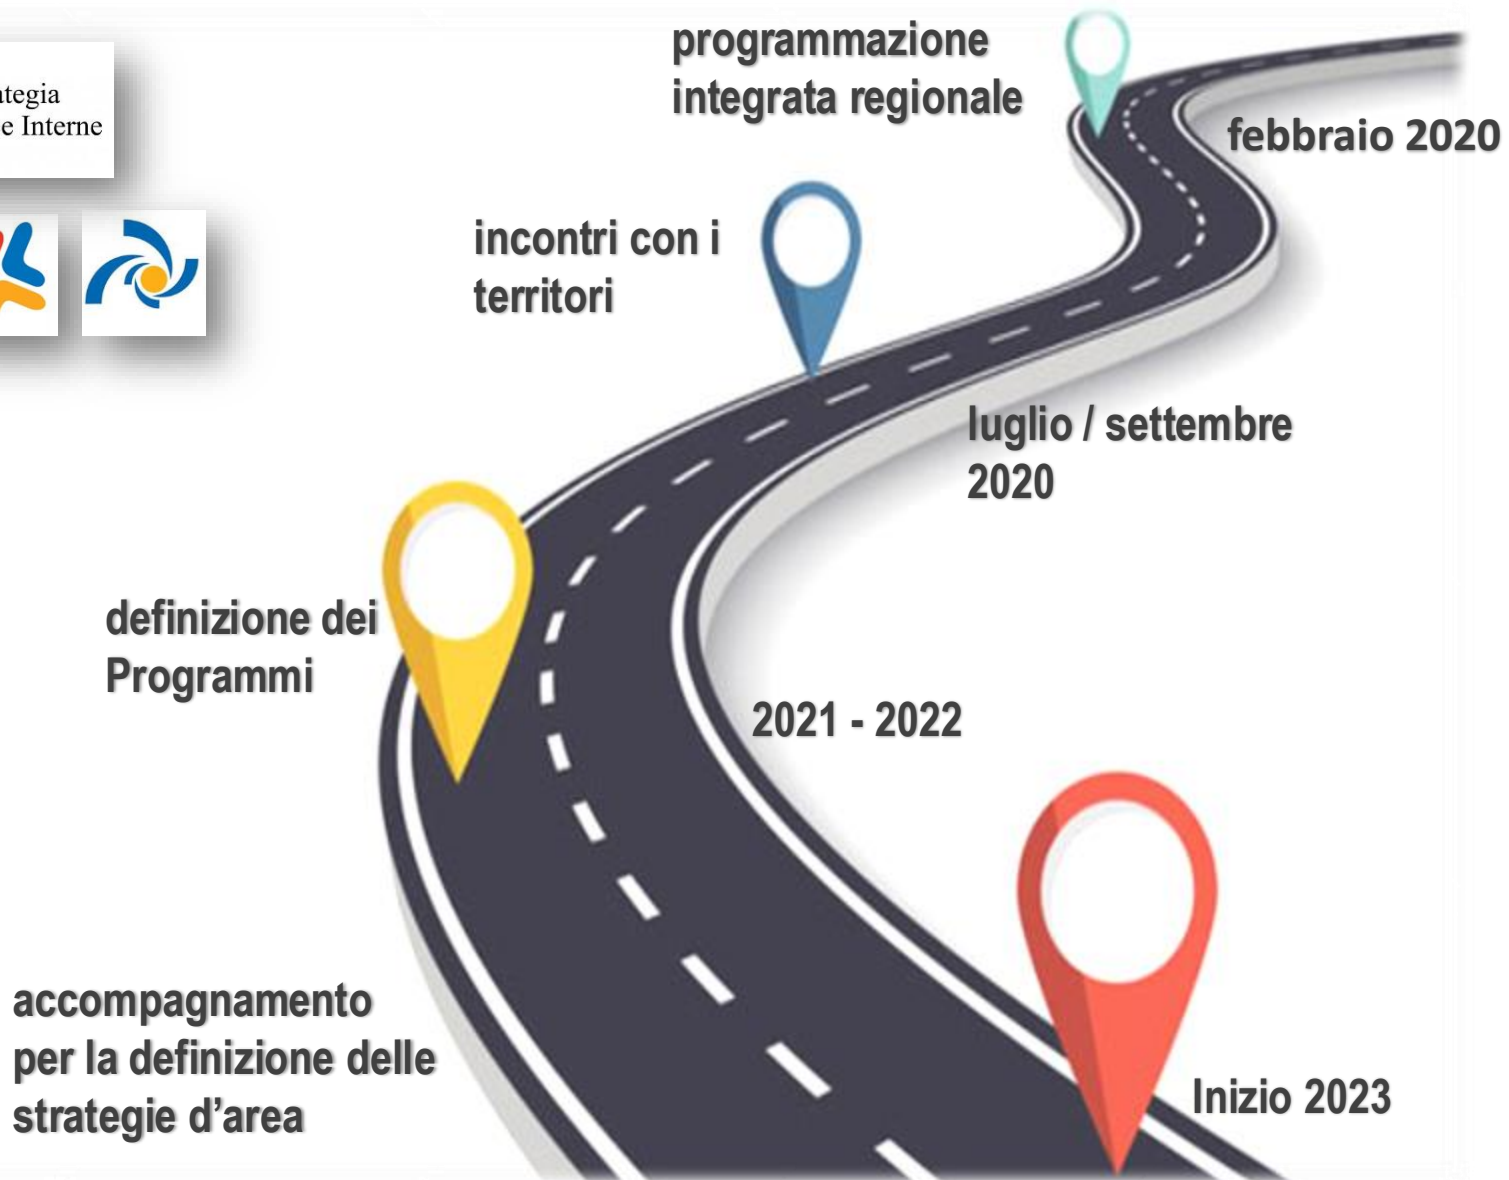 programmazione
integrata regionale
febbraio 2020
e Interne
incontri con i
territori
luglio / settembre
2020
definizione dei
Programmi
2021 - 2022
accompagnamento
per la definizione delle
strategie d’area
Inizio 2023